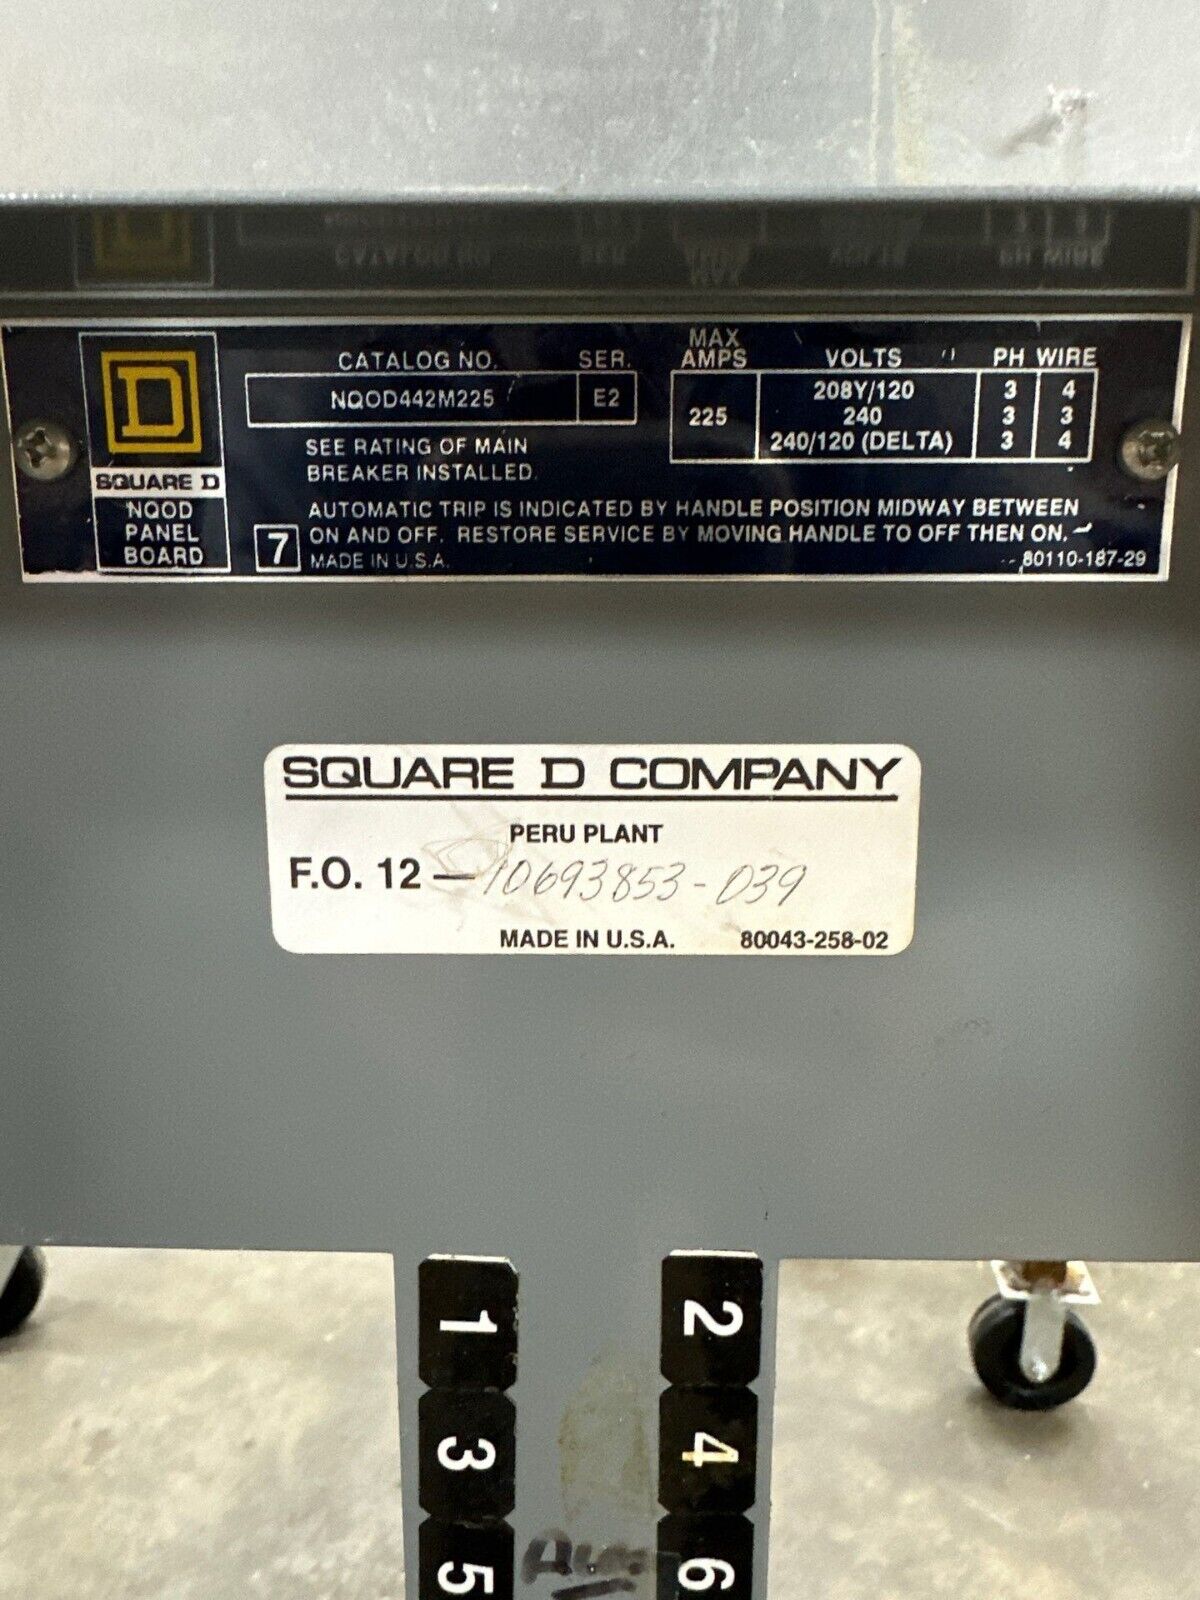 CATALOG NO. SER. MAX AMPS VOLTS PH WIRE
NQOD442M225 E2 225 208Y/120 3 4
240 3 3
240/120 (DELTA) 3 4
SEE RATING OF MAIN
BREAKER INSTALLED.
D
SQUARE D
NQOD
PANEL
BOARD
7
AUTOMATIC TRIP IS INDICATED BY HANDLE POSITION MIDWAY BETWEEN
ON AND OFF. RESTORE SERVICE BY MOVING HANDLE TO OFF THEN ON.
MADE IN U.S.A. 80110-187-29
SQUARE D COMPANY
PERU PLANT
F.O. 12-10693853-039
MADE IN U.S.A. 80043-258-02
1 2
3 4
5 6